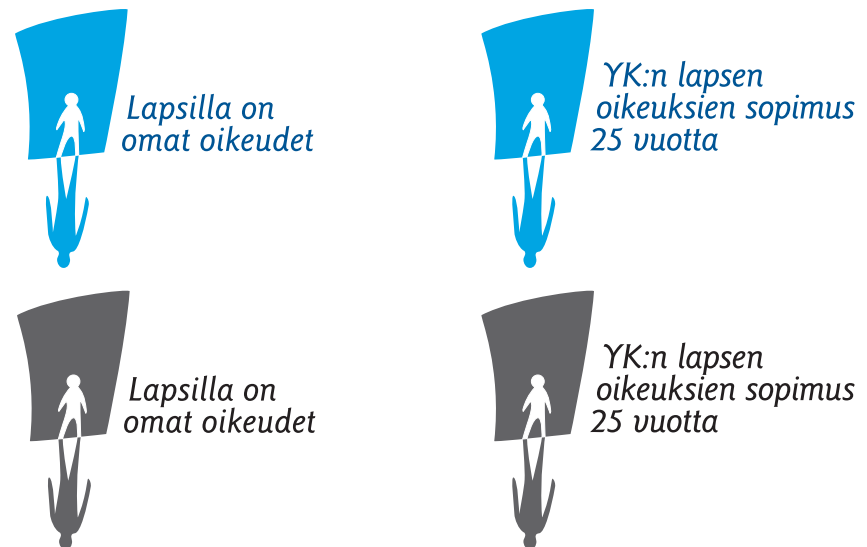 Lapsilla on
omat oikeudet
YK:n lapsen
oikeuksien sopimus
25 vuotta
Lapsilla on
omat oikeudet
YK:n lapsen
oikeuksien sopimus
25 vuotta